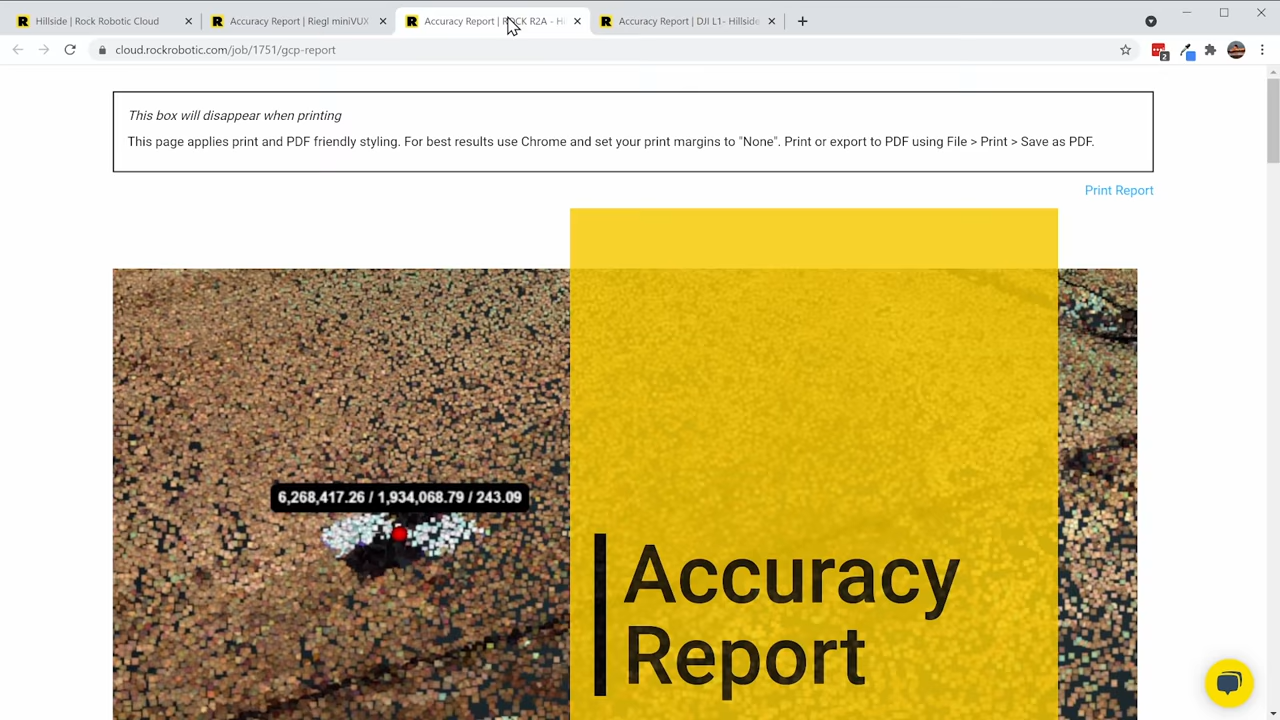 R Hillside | Rock Robotic Cloud
R Accuracy Report | Riegl miniVUX
R Accuracy Report | ROCK R2A - Hi
R Accuracy Report | DJI L1- Hillside
cloud.rockrobotic.com/job/1751/gcp-report
2
This box will disappear when printing
This page applies print and PDF friendly styling. For best results use Chrome and set your print margins to "None". Print or export to PDF using File > Print > Save as PDF.
Print Report
6,268,417.26 / 1,934,068.79 / 243.09
Accuracy
Report